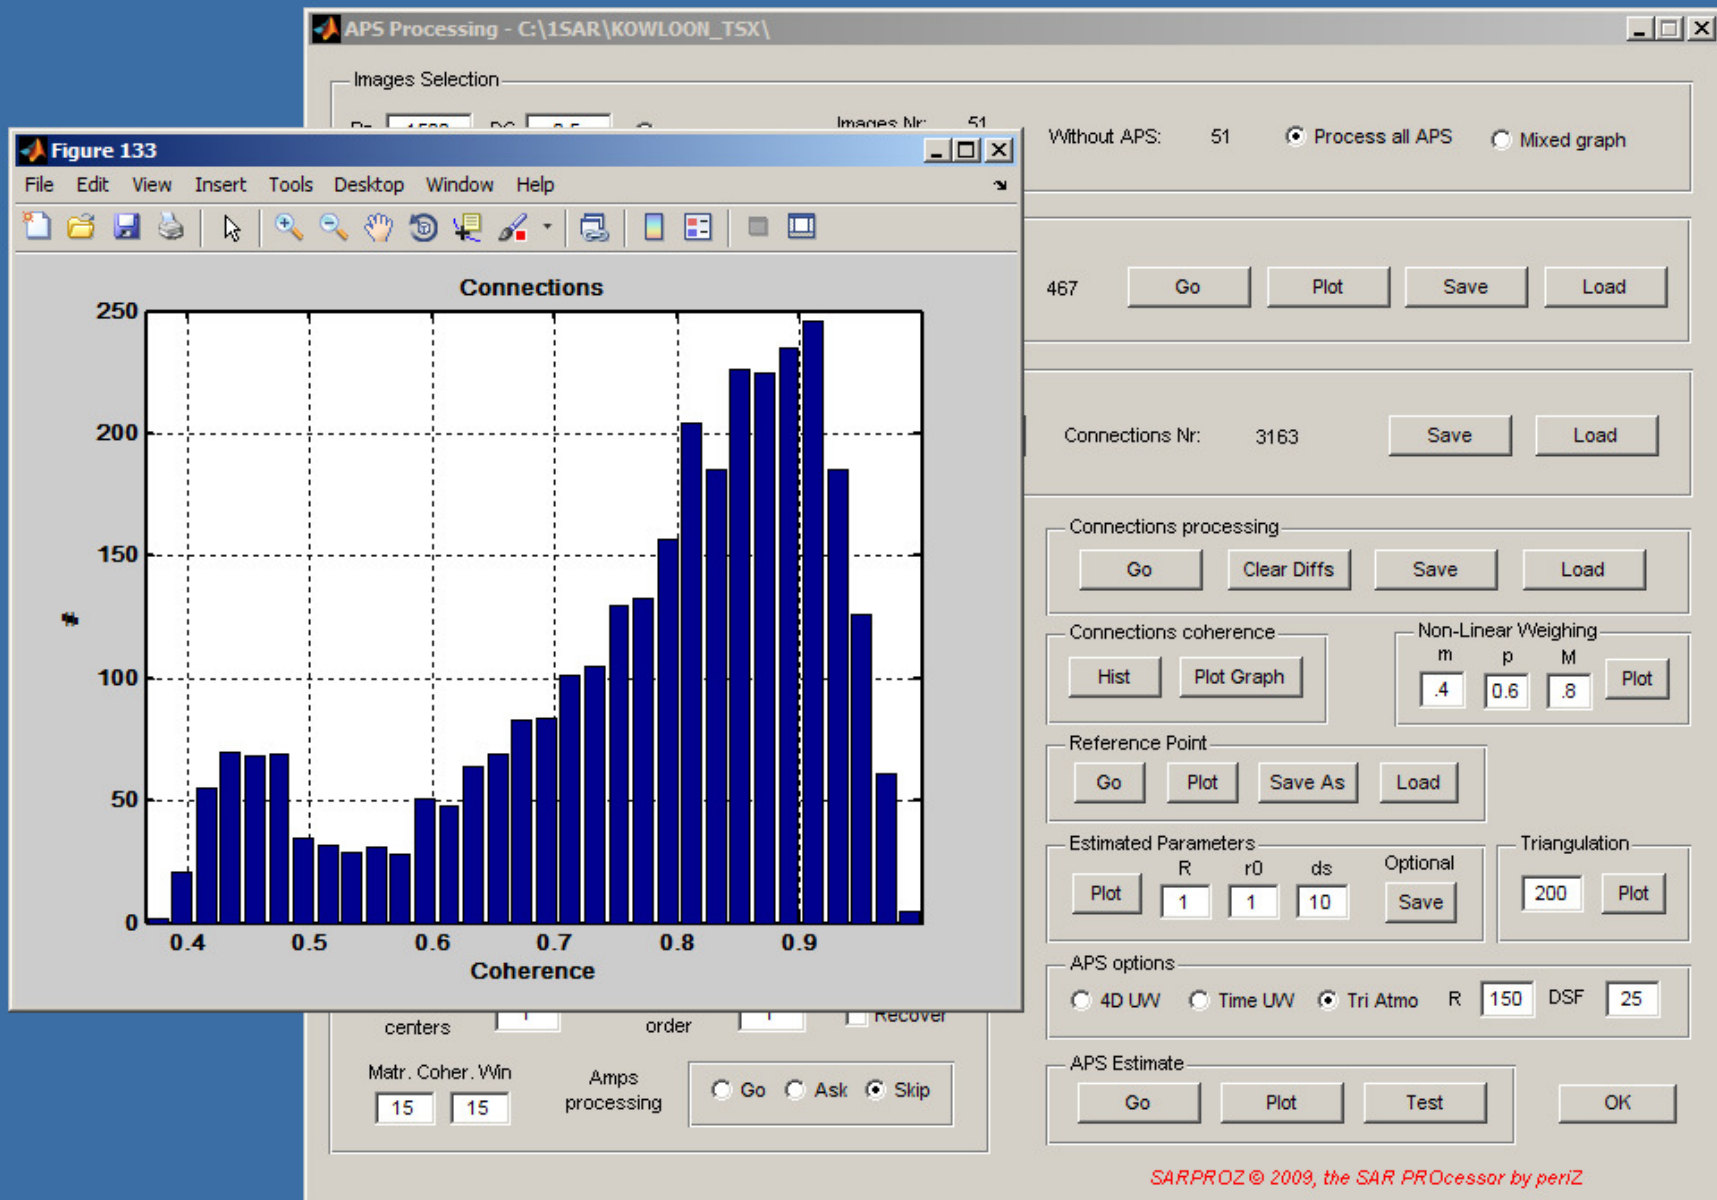 APS Processing - C:\1SAR\KOWLOON_TSX\
Images Selection
Images Nr: 51
Without APS: 51 Process all APS Mixed graph
Figure 133
File Edit View Insert Tools Desktop Window Help
467 Go Plot Save Load
Connections
250
200
150
100
50
0
#
0.4 0.5 0.6 0.7 0.8 0.9
Coherence
Connections Nr: 3163 Save Load
Connections processing
Go Clear Diffs Save Load
Connections coherence
Hist Plot Graph
Non-Linear Weighing
m p M
.4 0.6 .8 Plot
Reference Point
Go Plot Save As Load
Estimated Parameters
R r0 ds Optional
Plot 1 1 10 Save
Triangulation
200 Plot
APS options
4D UW Time UW Tri Atmo R 150 DSF 25
centers 1 order 1 Recover
Matr. Coher. Win
15 15
Amps
processing
Go Ask Skip
APS Estimate
Go Plot Test
OK
SARPROZ © 2009, the SAR PROcessor by periZ